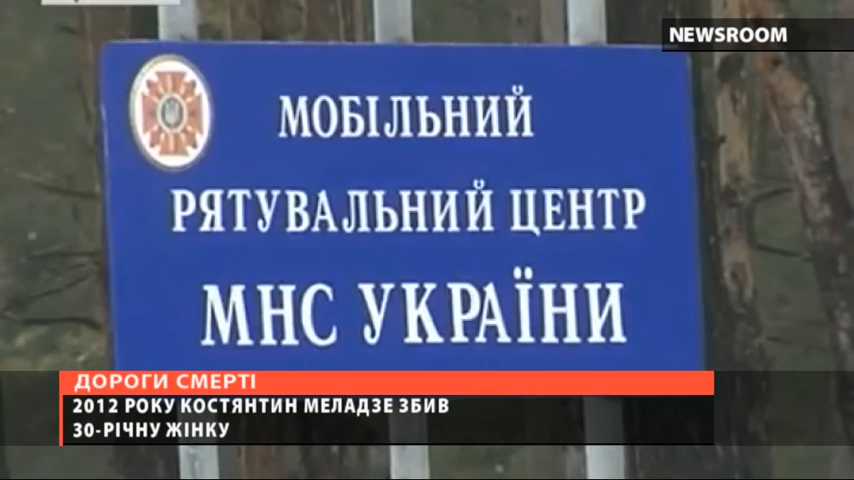 NEWSROOM
МОБІЛЬНИЙ
РЯТУВАЛЬНИЙ ЦЕНТР
МНС УКРАЇНИ
ДОРОГИ СМЕРТІ
2012 РОКУ КОСТЯНТИН МЕЛАДЗЕ ЗБИВ
30-РІЧНУ ЖІНКУ